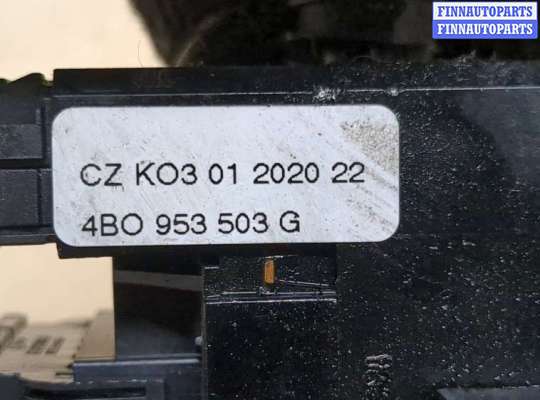 FINNAUTOPARTS
FINNAUTOPARTS
CZ KO3 01 2020 22
4BO 953 503 G